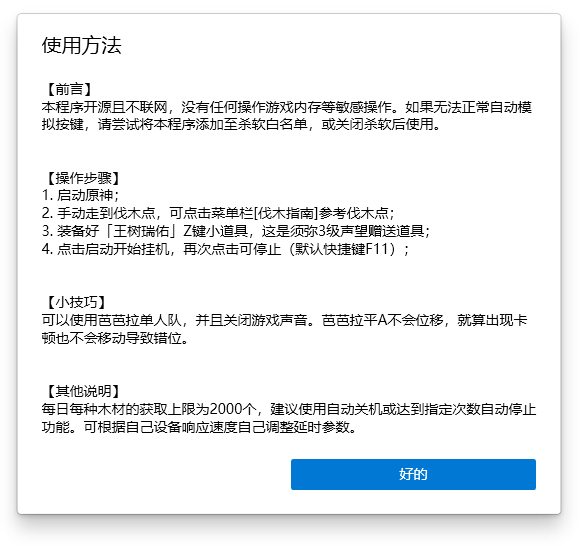 使用方法
【前言】
本程序开源且不联网，没有任何操作游戏内存等敏感操作。如果无法正常自动模
拟按键，请尝试将本程序添加至杀软白名单，或关闭杀软后使用。
【操作步骤】
1. 启动原神；
2. 手动走到伐木点，可点击菜单栏[伐木指南]参考伐木点；
3. 装备好「王树瑞佑」Z键小道具，这是须弥3级声望赠送道具；
4. 点击启动开始挂机，再次点击可停止（默认快捷键F11）；
【小技巧】
可以使用芭芭拉单人队，并且关闭游戏声音。芭芭拉平A不会位移，就算出现卡
顿也不会移动导致错位。
【其他说明】
每日每种木材的获取上限为2000个，建议使用自动关机或达到指定次数自动停止
功能。可根据自己设备响应速度自己调整延时参数。
好的